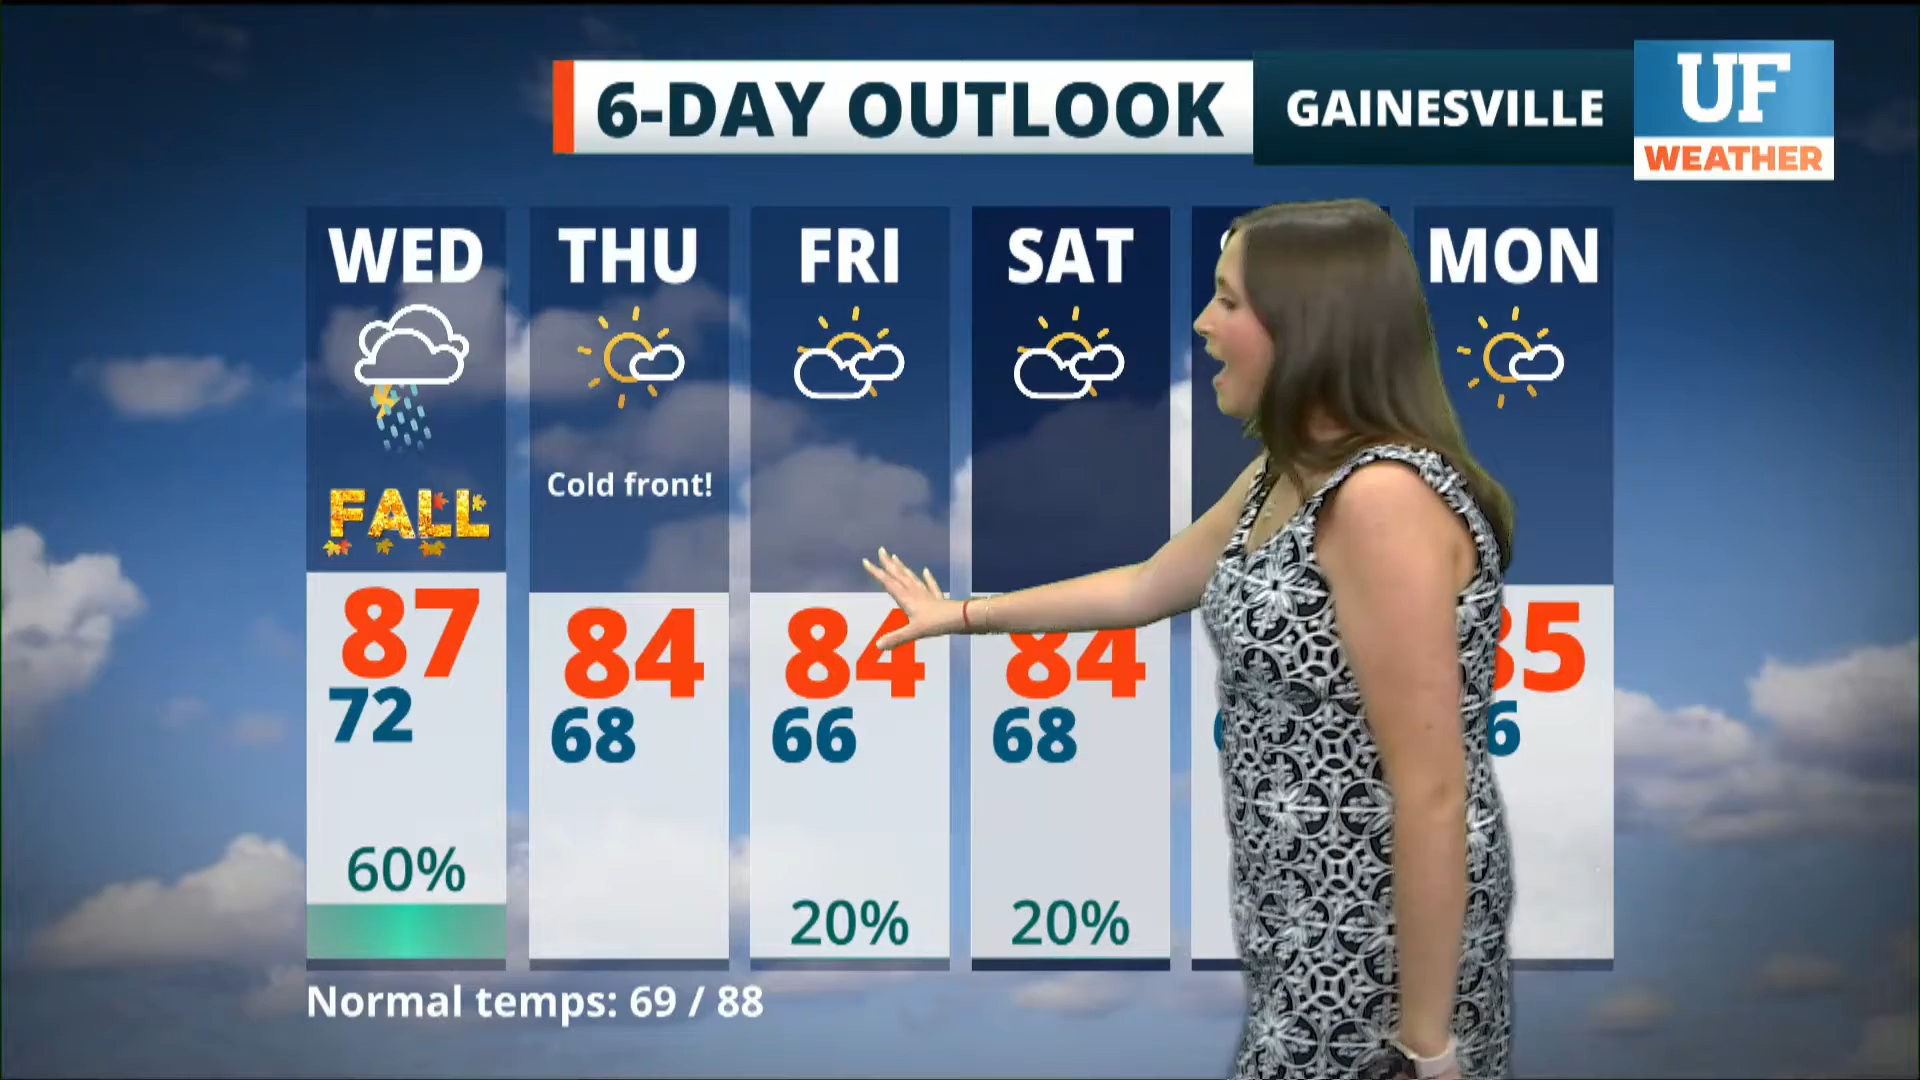 6-DAY OUTLOOK
GAINESVILLE
UF
WEATHER
WED
THU
FRI
SAT
MON
Cold front!
FALL
87
84
84
84
72
68
66
68
60%
20%
20%
Normal temps: 69 / 88